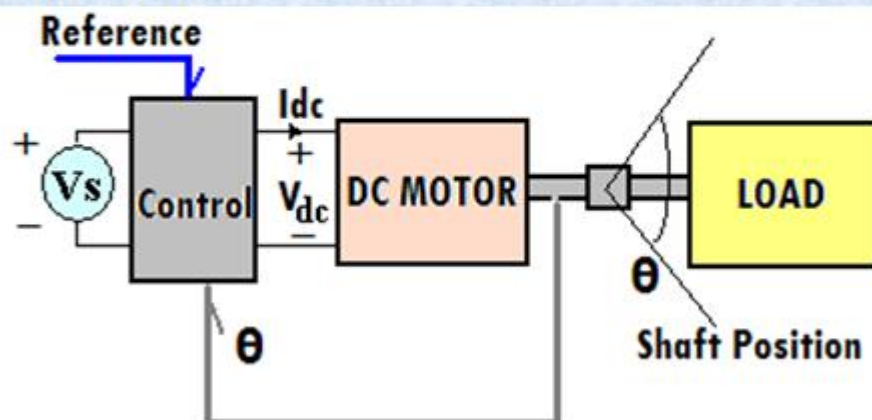 Reference
Idc
+
+
Vs
Control
Vdc
DC MOTOR
LOAD
−
−
θ
θ
Shaft Position